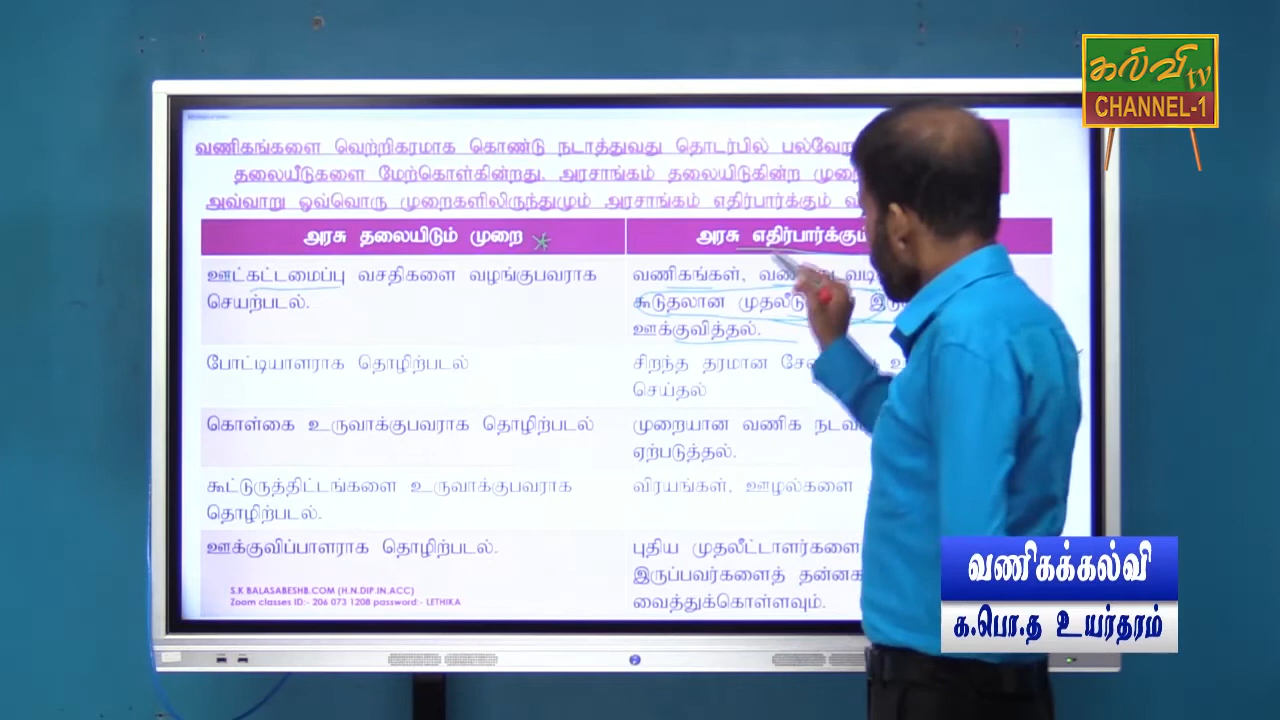 கல்வி tv
CHANNEL-1
வணிகங்களை வெற்றிகரமாக கொண்டு நடாத்துவது தொடர்பில்
தலையீடுகளை மேற்கொள்கின்றது. அரசாங்கம் தலையிடுகின்ற
அவ்வாறு ஒவ்வொரு முறைகளிலிருந்தும் அரசாங்கம் எதிர்பார்க்கும்
அரசு தலையிடும் முறை
அரசு எதிர்பார்க்கும்
ஊட்கட்டமைப்பு வசதிகளை வழங்குபவராக
செயற்படல்.
வணிகங்கள்,
கூடுதலான
ஊக்குவித்தல்.
போட்டியாளராக தொழிற்படல்
சிறந்த தரமான
செய்தல்
கொள்கை உருவாக்குபவராக தொழிற்படல்
முறையான வணிக
ஏற்படுத்தல்.
கூட்டுருத்திட்டங்களை உருவாக்குபவராக
தொழிற்படல்.
விரயங்கள், ஊழல்களை
ஊக்குவிப்பாளராக தொழிற்படல்.
புதிய முதலீட்டாளர்களை
இருப்பவர்களைத்
வைத்துக்கொள்ளவும்.
S.K BALASABESHB.COM (H.N.DIP.IN.ACC)
Zoom classes ID:- 206 073 1208 password:- LETHIKA
வணிகக்கல்வி
க.பொ.த உயர்தரம்